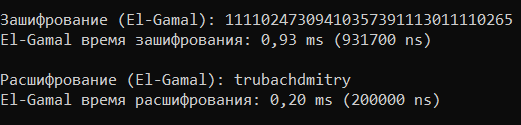 Зашифрование (El-Gamal): 11110247309410357391113011110265
El-Gamal время зашифрования: 0,93 ms (931700 ns)
Расшифрование (El-Gamal): trubachdmitry
El-Gamal время расшифрования: 0,20 ms (200000 ns)